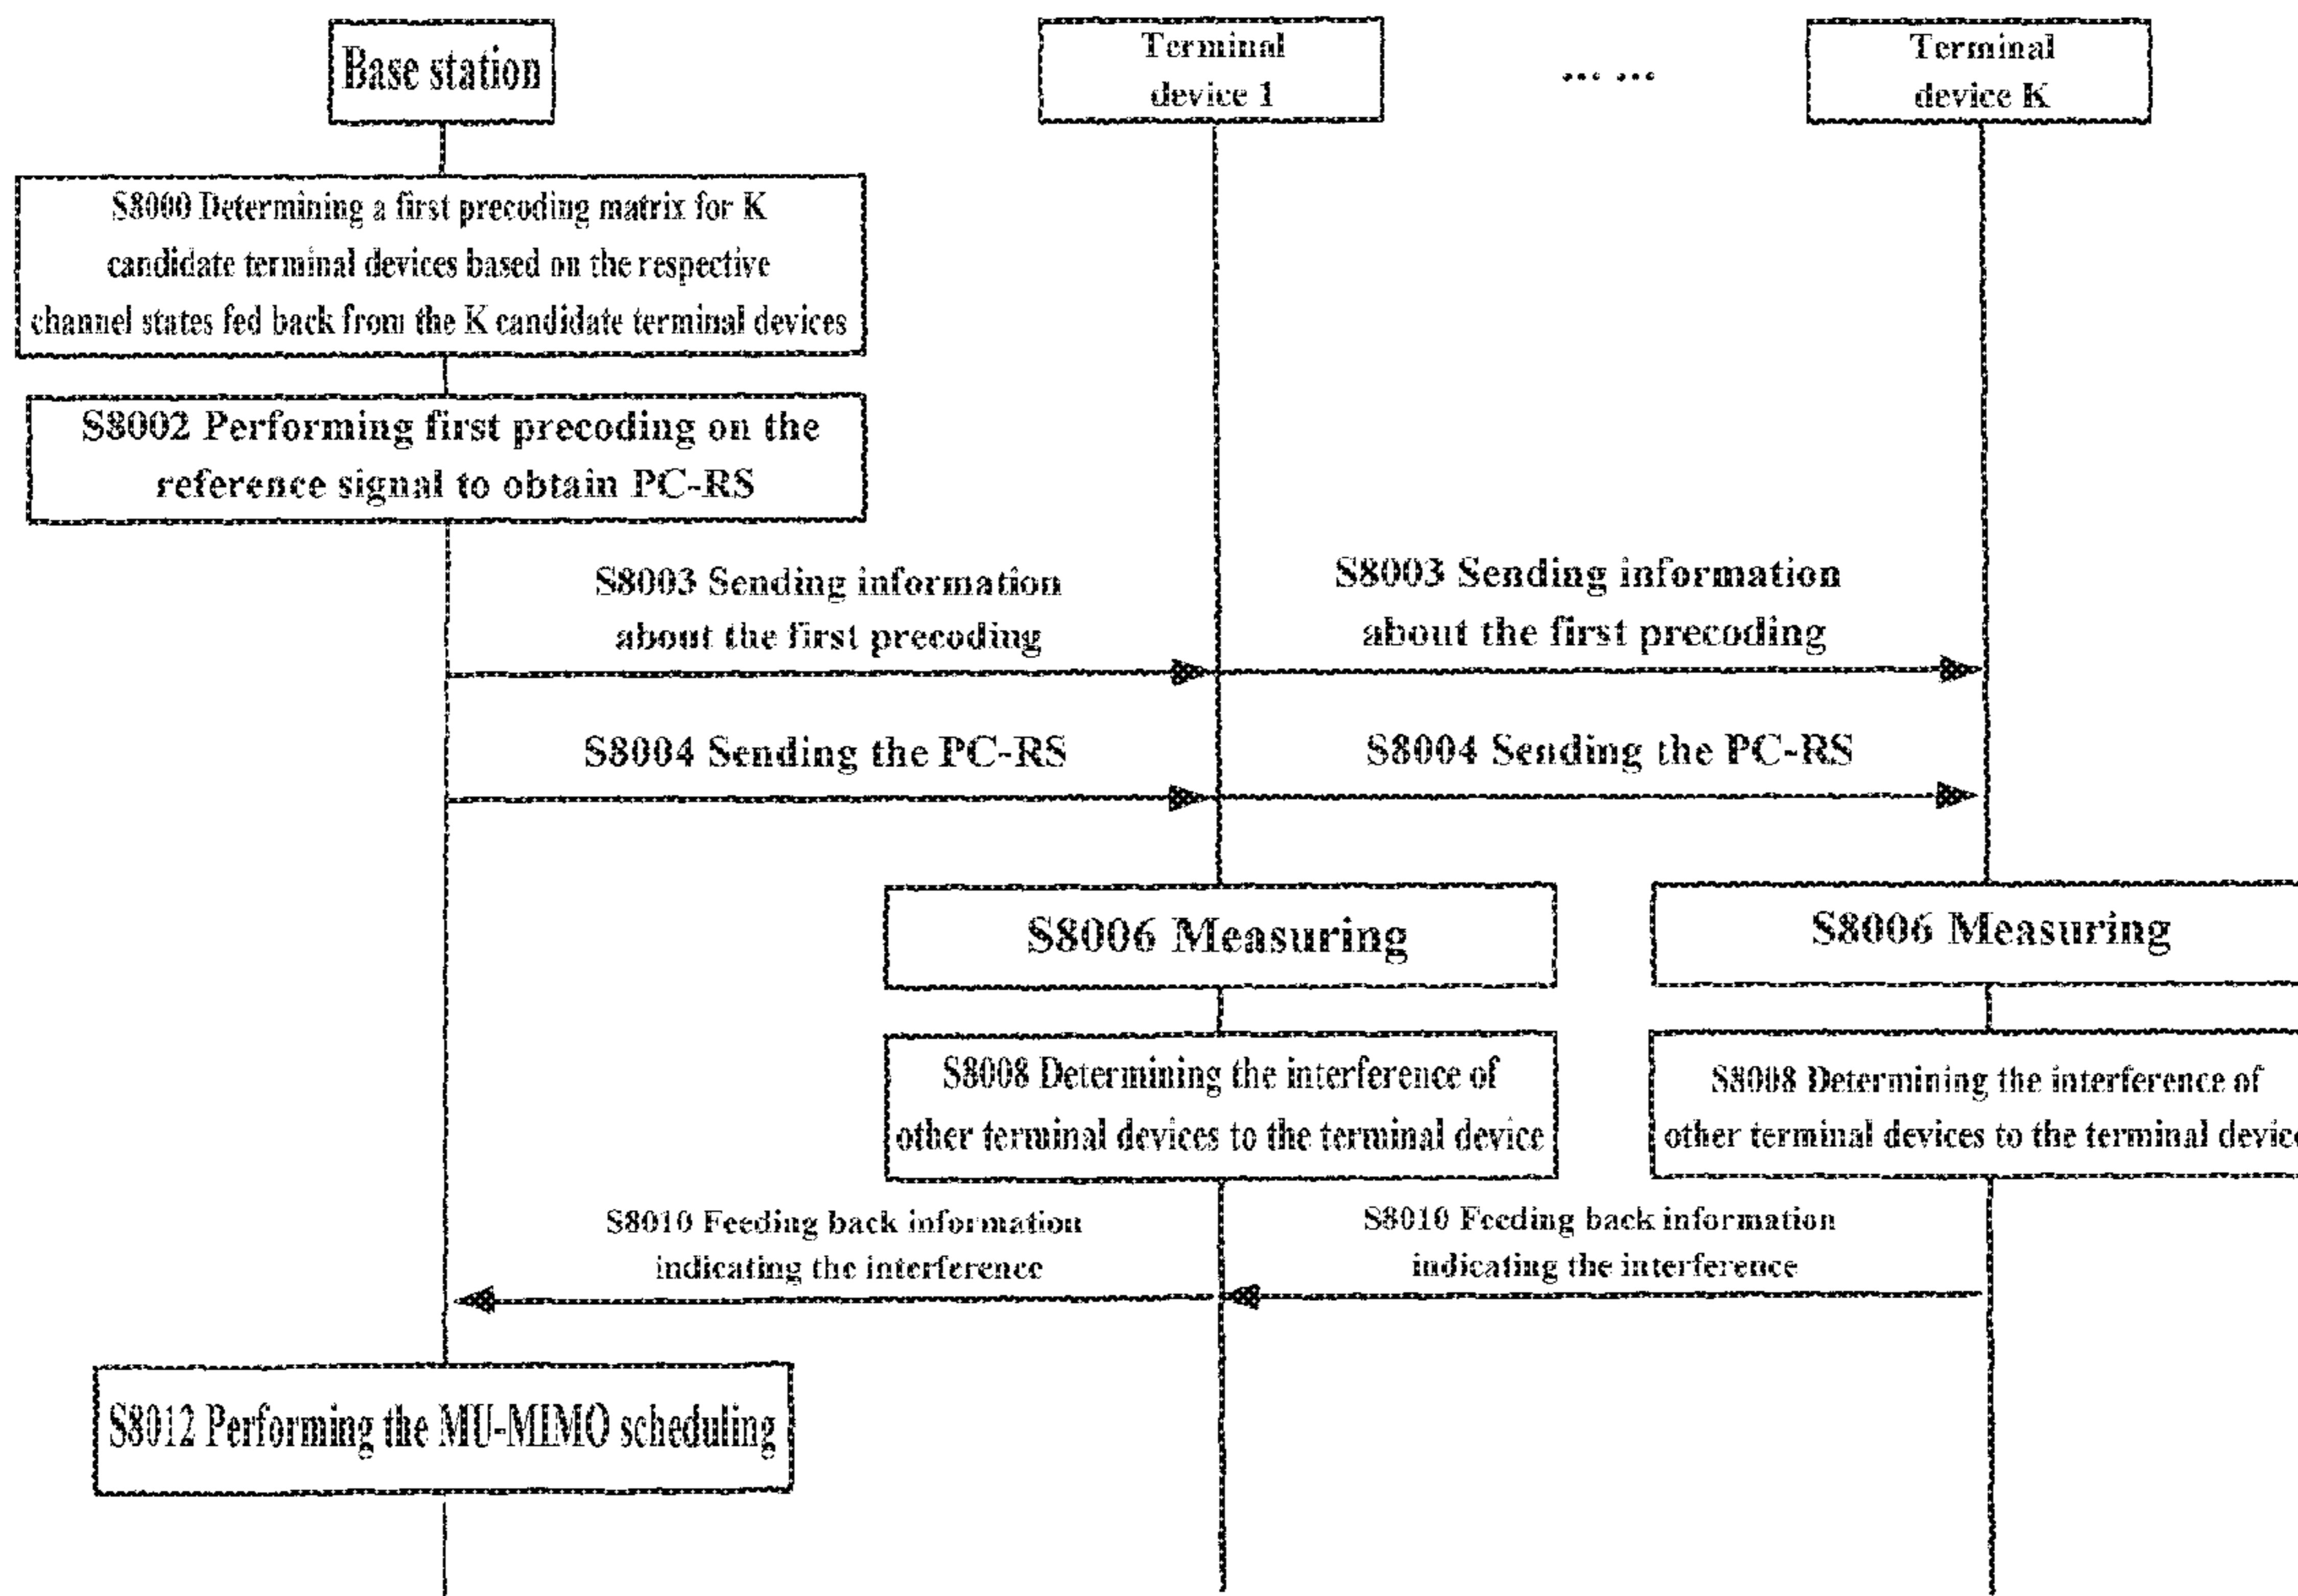 Base station
Terminal
device 1
... ...
Terminal
device K
S8000 Determining a first precoding matrix for K
candidate terminal devices based on the respective
channel states fed back from the K candidate terminal devices
S8002 Performing first precoding on the
reference signal to obtain PC-RS
S8003 Sending information
about the first precoding
S8003 Sending information
about the first precoding
S8004 Sending the PC-RS
S8004 Sending the PC-RS
S8006 Measuring
S8006 Measuring
S8008 Determining the interference of
other terminal devices to the terminal device
S8008 Determining the interference of
other terminal devices to the terminal device
S8010 Feeding back information
indicating the interference
S8010 Feeding back information
indicating the interference
S8012 Performing the MU-MIMO scheduling